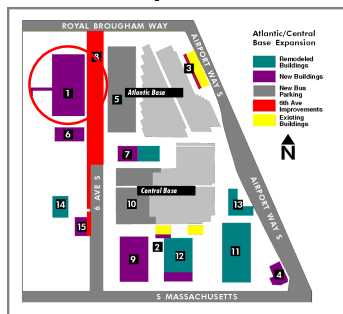 ROYAL BROUGHAM WAY
Atlantic/Central
Base Expansion
AIRPORT WAY S
Remodeled
Buildings
New Buildings
New Bus
Parking
6th Ave
Improvements
Existing
Buildings
N
8
3
1
5
Atlantic Base
6
7
6 AVE S
Central Base
10
14
13
15
AIRPORT WAY S
2
9
12
11
4
S MASSACHUSETTS